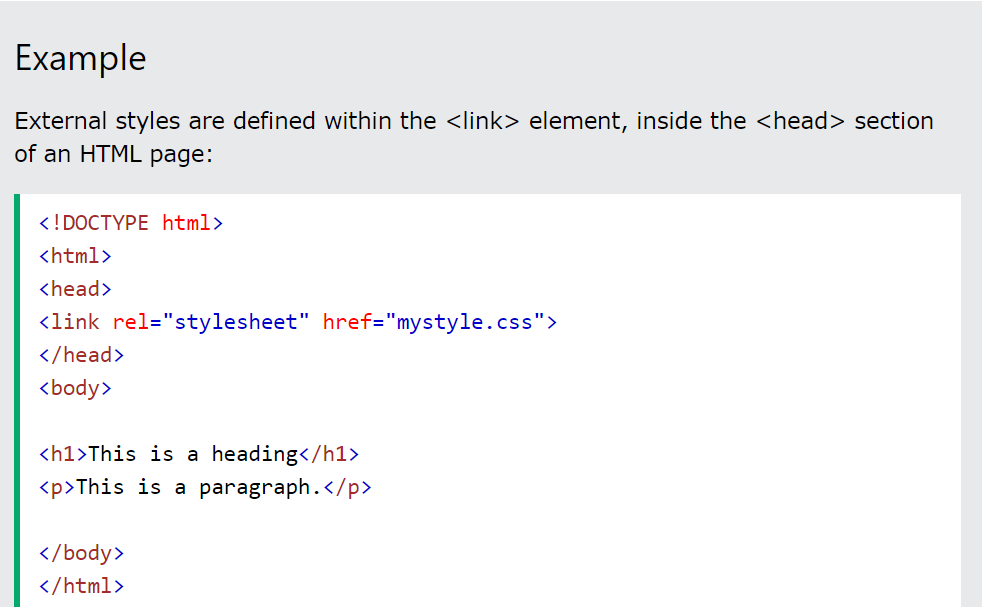 Example
External styles are defined within the <link> element, inside the <head> section
of an HTML page:
<!DOCTYPE html>
<html>
<head>
<link rel="stylesheet" href="mystyle.css">
</head>
<body>
<h1>This is a heading</h1>
<p>This is a paragraph.</p>
</body>
</html>